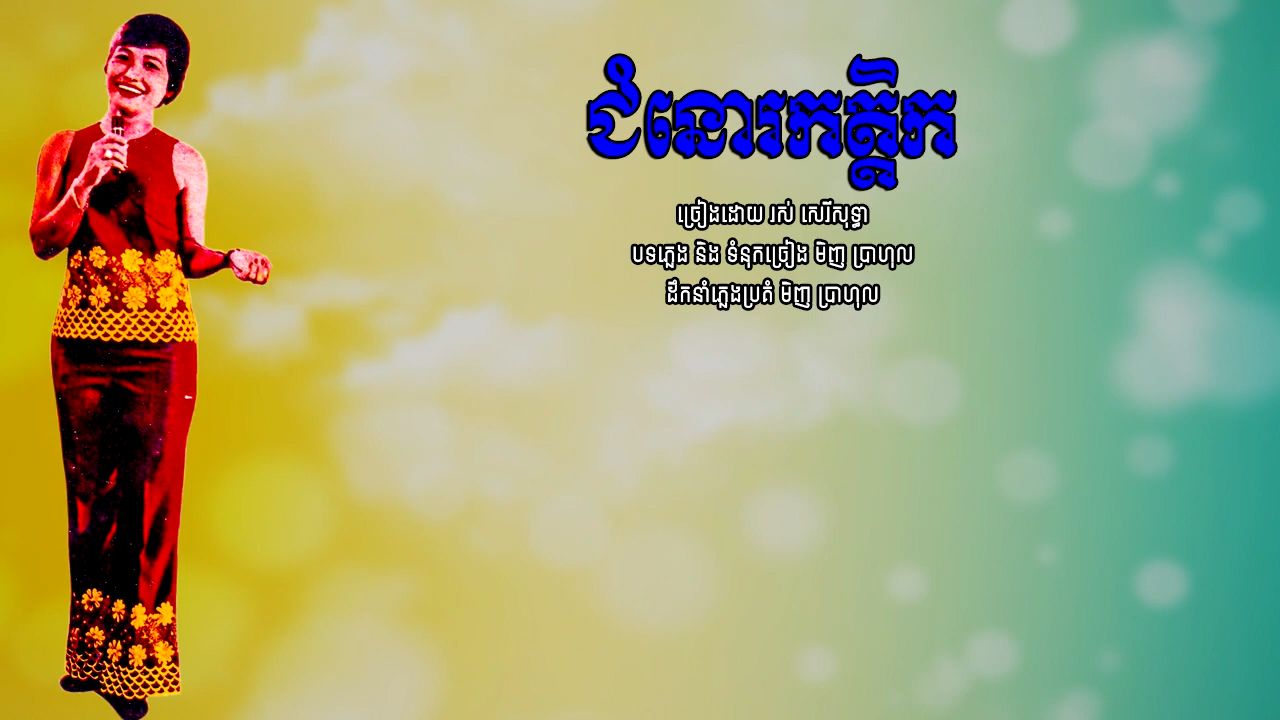 ជំនោរកត្តិក
ច្រៀងដោយ រស់ សេរីសុទ្ធា
បទភ្លេង និង ទំនុកច្រៀង មិញ ប្រាហុល
ដឹកនាំភ្លេងប្រគំ មិញ ប្រាហុល